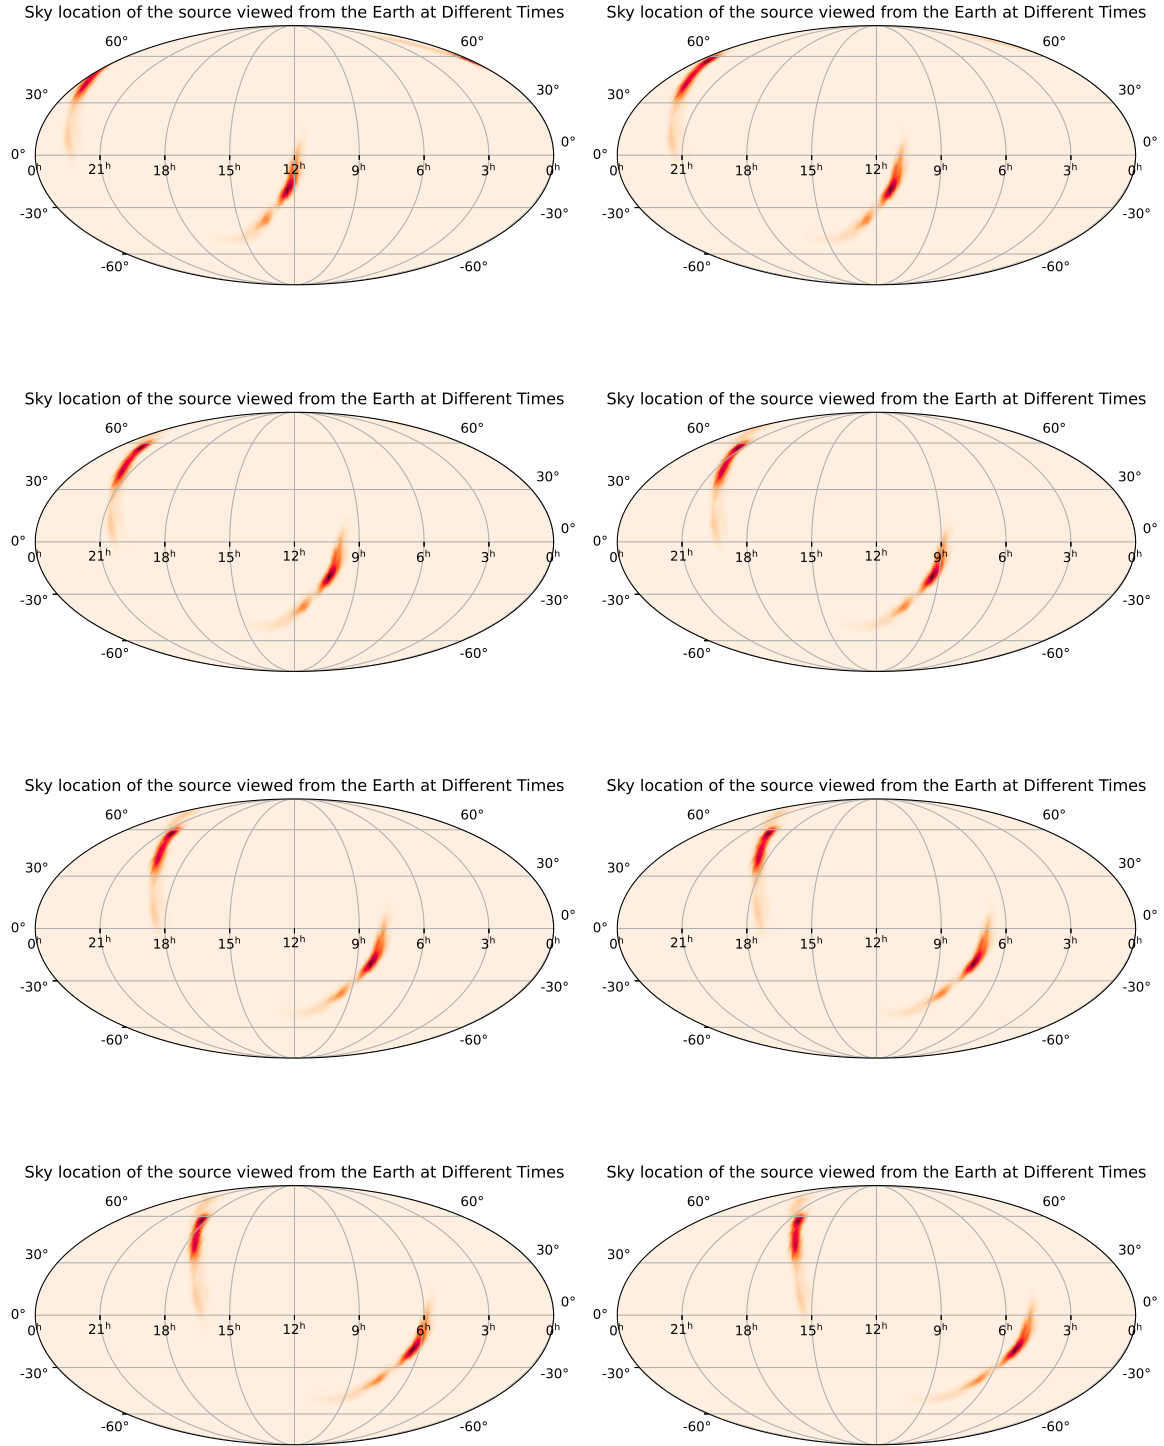 Sky location of the source viewed from the Earth at Different Times
60° 60°
30° 30°
0° 0°
0h 21h 18h 15h 12h 9h 6h 3h 0h
-30° -30°
-60° -60°
Sky location of the source viewed from the Earth at Different Times
60° 60°
30° 30°
0° 0°
0h 21h 18h 15h 12h 9h 6h 3h 0h
-30° -30°
-60° -60°
Sky location of the source viewed from the Earth at Different Times
60° 60°
30° 30°
0° 0°
0h 21h 18h 15h 12h 9h 6h 3h 0h
-30° -30°
-60° -60°
Sky location of the source viewed from the Earth at Different Times
60° 60°
30° 30°
0° 0°
0h 21h 18h 15h 12h 9h 6h 3h 0h
-30° -30°
-60° -60°
Sky location of the source viewed from the Earth at Different Times
60° 60°
30° 30°
0° 0°
0h 21h 18h 15h 12h 9h 6h 3h 0h
-30° -30°
-60° -60°
Sky location of the source viewed from the Earth at Different Times
60° 60°
30° 30°
0° 0°
0h 21h 18h 15h 12h 9h 6h 3h 0h
-30° -30°
-60° -60°
Sky location of the source viewed from the Earth at Different Times
60° 60°
30° 30°
0° 0°
0h 21h 18h 15h 12h 9h 6h 3h 0h
-30° -30°
-60° -60°
Sky location of the source viewed from the Earth at Different Times
60° 60°
30° 30°
0° 0°
0h 21h 18h 15h 12h 9h 6h 3h 0h
-30° -30°
-60° -60°